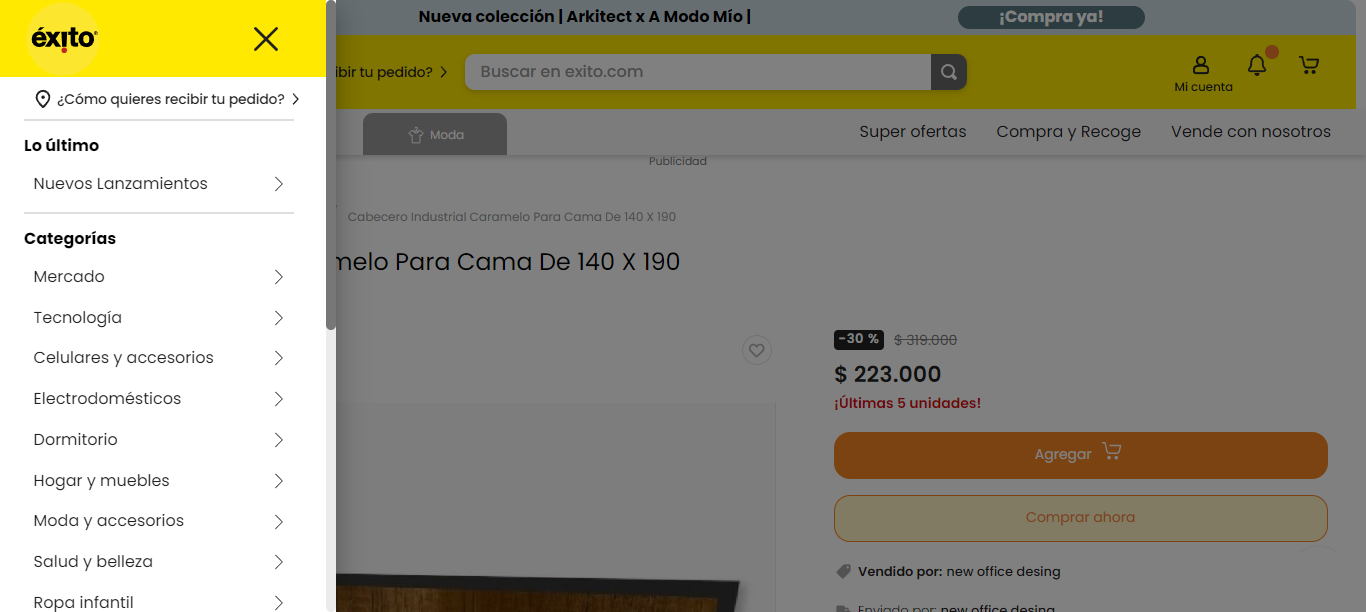 éxito
¿Cómo quieres recibir tu pedido?
Lo último
Nuevos Lanzamientos
Categorías
Mercado
Tecnología
Celulares y accesorios
Electrodomésticos
Dormitorio
Hogar y muebles
Moda y accesorios
Salud y belleza
Ropa infantil
Nueva colección | Arkitect x A Modo Mío |
¡Compra ya!
ibir tu pedido?
Buscar en exito.com
Mi cuenta
Moda
Super ofertas
Compra y Recoge
Vende con nosotros
Publicidad
Cabecero Industrial Caramelo Para Cama De 140 X 190
melo Para Cama De 140 X 190
-30 % $ 319.000
$ 223.000
¡Últimas 5 unidades!
Agregar
Comprar ahora
Vendido por: new office desing
Enviado por: new office desing